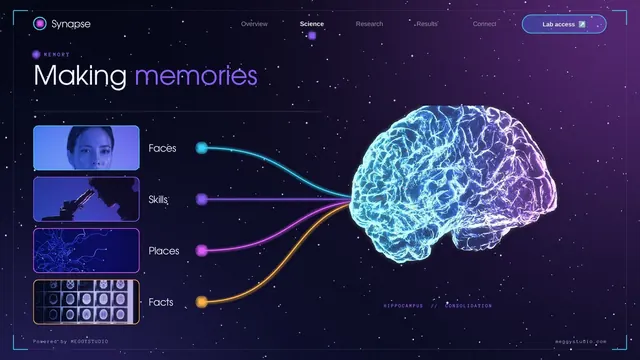 Synapse
Overview
Science
Research
Results
Connect
Lab access ↗
MEMORY
Making memories
Faces
Skills
Places
Facts
HIPPOCAMPUS // CONSOLIDATION
Powered by MEGGYSTUDIO
meggystudio.com